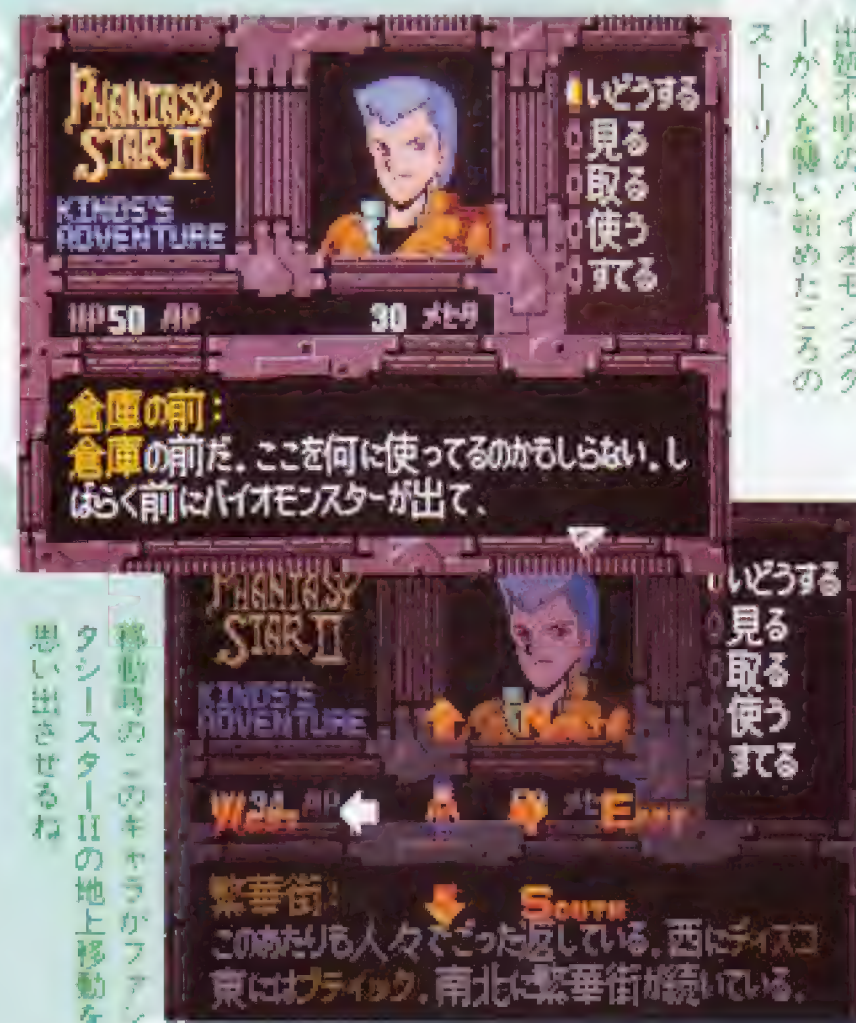 出処不明のバイオモンスタ
ーが人を襲い始めたころの
ストーリーだ。
PHANTASY
STAR II
KINDS'S
ADVENTURE
いどうする
見る
取る
使う
すてる
HP 50 AP 30 メセタ
倉庫の前:
倉庫の前だ.ここを何に使ってるのかもしらない.し
ばらく前にバイオモンスターが出て、
移動時のこのキャラがファン
タシースターIIの地上移動を
思い出させるね
PHANTASY
STAR II
KINDS'S
ADVENTURE
いどうする
見る
取る
使う
すてる
NORTH
WEST
EAST
SOUTH
繁華街:
このあたりも人々でごった返している.西にディスコ
東にはブティック.南北に繁華街が続いている.